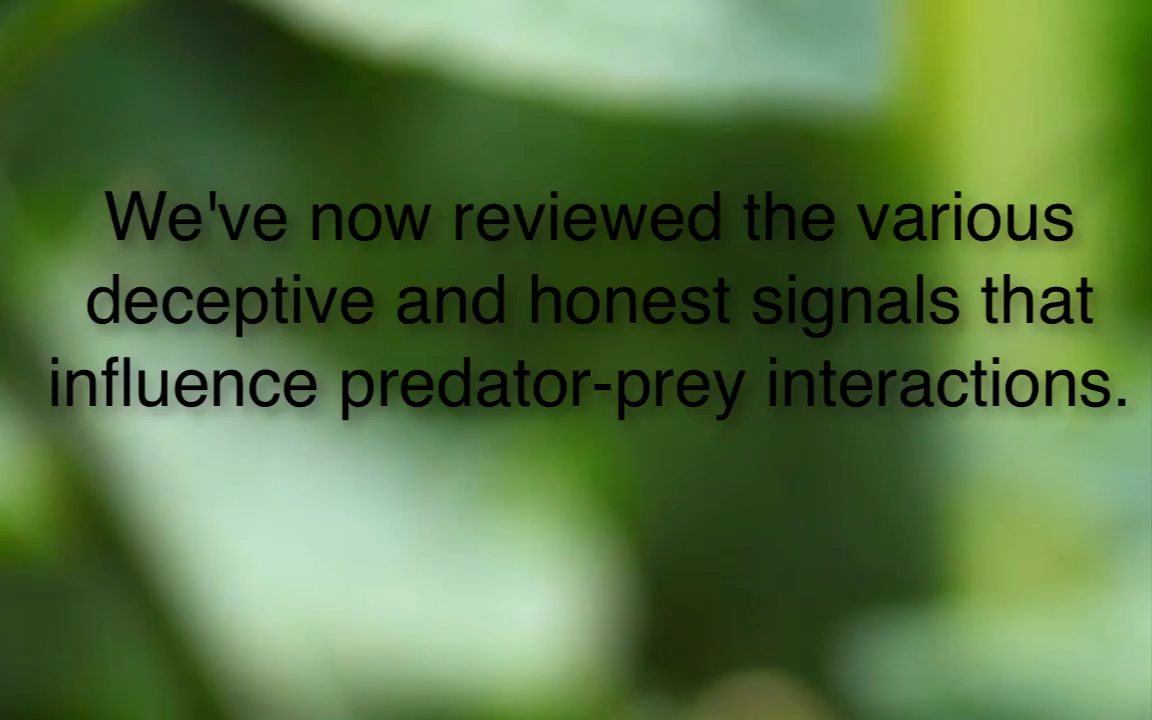 We've now reviewed the various
deceptive and honest signals that
influence predator-prey interactions.